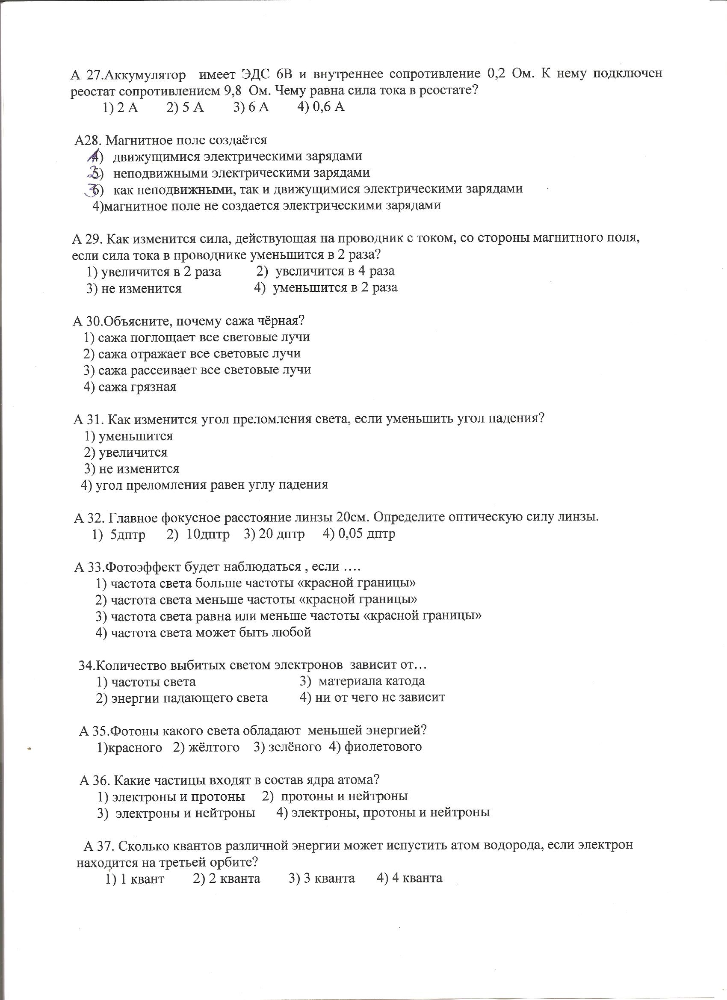 А 27.Аккумулятор имеет ЭДС 6В и внутреннее сопротивление 0,2 Ом. К нему подключен
реостат сопротивлением 9,8 Ом. Чему равна сила тока в реостате?
1) 2 А 2) 5 А 3) 6 А 4) 0,6 А
А28. Магнитное поле создаётся
1) движущимися электрическими зарядами
2) неподвижными электрическими зарядами
3) как неподвижными, так и движущимися электрическими зарядами
4)магнитное поле не создается электрическими зарядами
А 29. Как изменится сила, действующая на проводник с током, со стороны магнитного поля,
если сила тока в проводнике уменьшится в 2 раза?
1) увеличится в 2 раза 2) увеличится в 4 раза
3) не изменится 4) уменьшится в 2 раза
А 30.Объясните, почему сажа чёрная?
1) сажа поглощает все световые лучи
2) сажа отражает все световые лучи
3) сажа рассеивает все световые лучи
4) сажа грязная
А 31. Как изменится угол преломления света, если уменьшить угол падения?
1) уменьшится
2) увеличится
3) не изменится
4) угол преломления равен углу падения
А 32. Главное фокусное расстояние линзы 20см. Определите оптическую силу линзы.
1) 5дптр 2) 10дптр 3) 20 дптр 4) 0,05 дптр
А 33.Фотоэффект будет наблюдаться , если ….
1) частота света больше частоты «красной границы»
2) частота света меньше частоты «красной границы»
3) частота света равна или меньше частоты «красной границы»
4) частота света может быть любой
34.Количество выбитых светом электронов зависит от…
1) частоты света 3) материала катода
2) энергии падающего света 4) ни от чего не зависит
А 35.Фотоны какого света обладают меньшей энергией?
1)красного 2) жёлтого 3) зелёного 4) фиолетового
А 36. Какие частицы входят в состав ядра атома?
1) электроны и протоны 2) протоны и нейтроны
3) электроны и нейтроны 4) электроны, протоны и нейтроны
А 37. Сколько квантов различной энергии может испустить атом водорода, если электрон
находится на третьей орбите?
1) 1 квант 2) 2 кванта 3) 3 кванта 4) 4 кванта